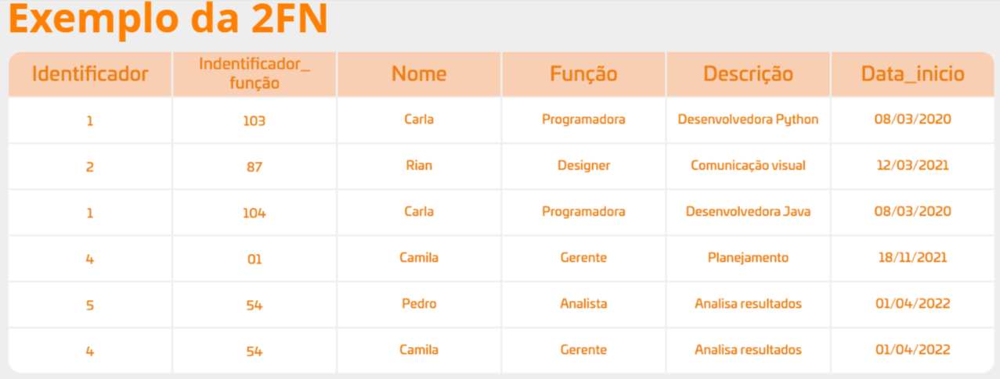 Exemplo da 2FN
Identificador Indentificador_ função Nome Função Descrição Data_inicio
1 103 Carla Programadora Desenvolvedora Python 08/03/2020
2 87 Rian Designer Comunicação visual 12/03/2021
1 104 Carla Programadora Desenvolvedora Java 08/03/2020
4 01 Camila Gerente Planejamento 18/11/2021
5 54 Pedro Analista Analisa resultados 01/04/2022
4 54 Camila Gerente Analisa resultados 01/04/2022